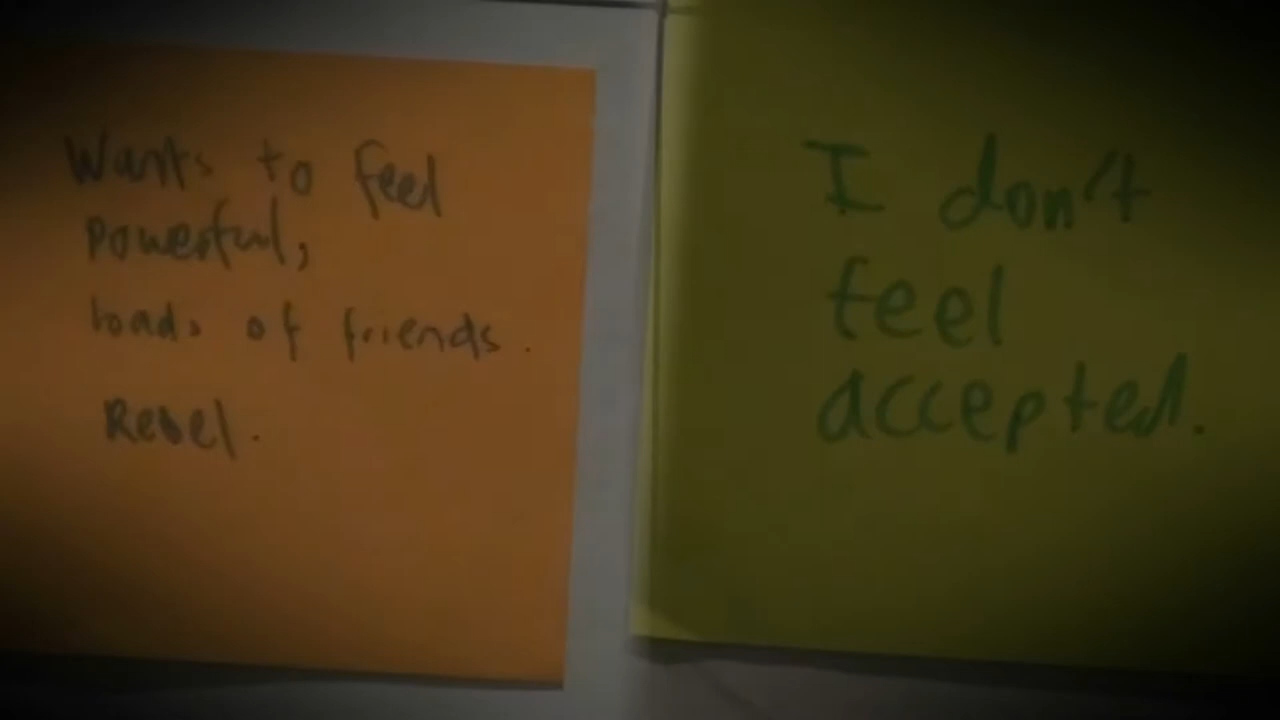 Wants to feel
powerful,
loads of friends.
Rebel.
I don't
feel
accepted.